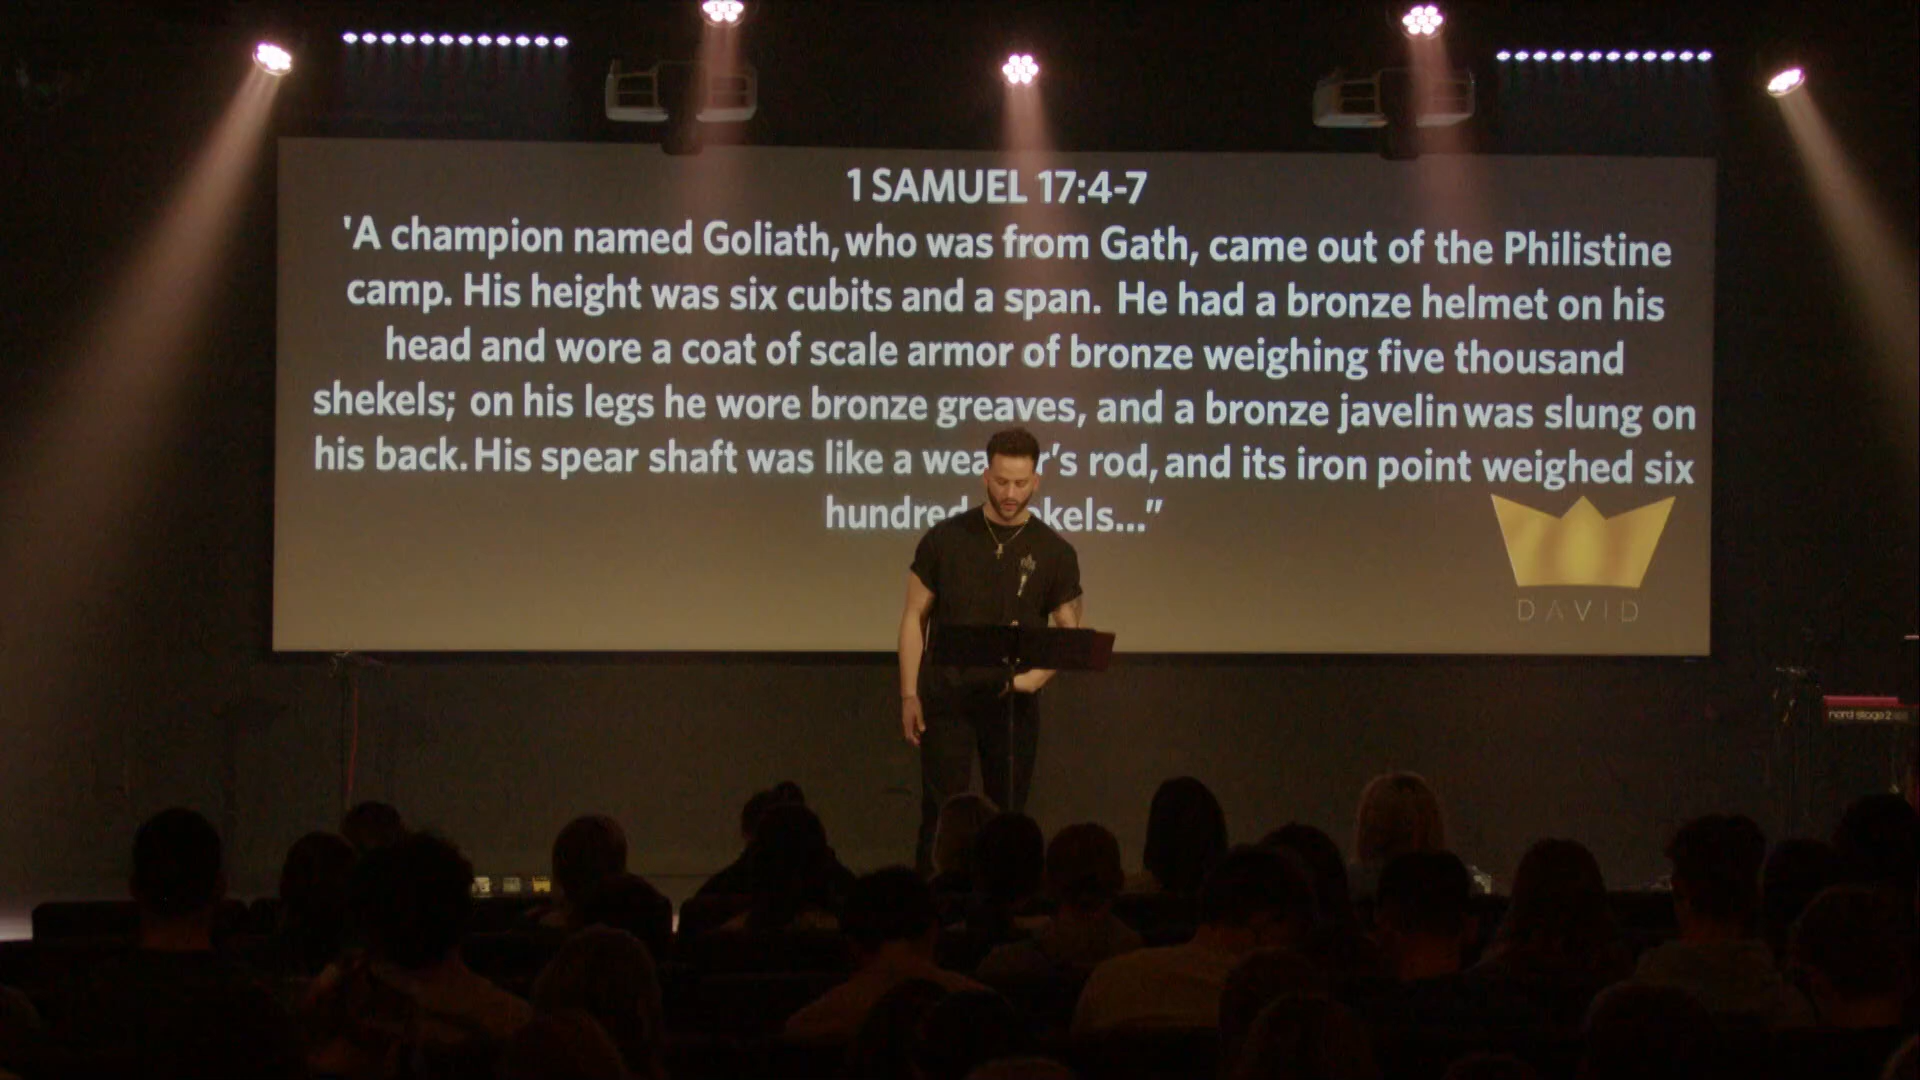 1 SAMUEL 17:4-7
'A champion named Goliath, who was from Gath, came out of the Philistine
camp. His height was six cubits and a span. He had a bronze helmet on his
head and wore a coat of scale armor of bronze weighing five thousand
shekels; on his legs he wore bronze greaves, and a bronze javelin was slung on
his back. His spear shaft was like a wea r's rod, and its iron point weighed six
hundred kels..."
DAVID
nord stage 2